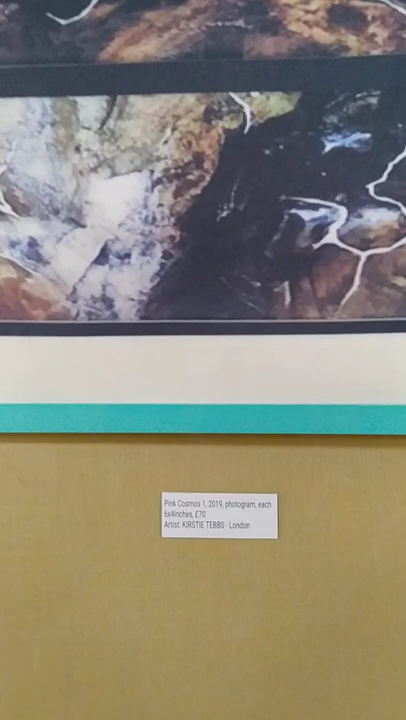 Pink Cosmos 1, 2019, photogram, each
6x4inches, £70
Artist: KIRSTIE TEBBS - London